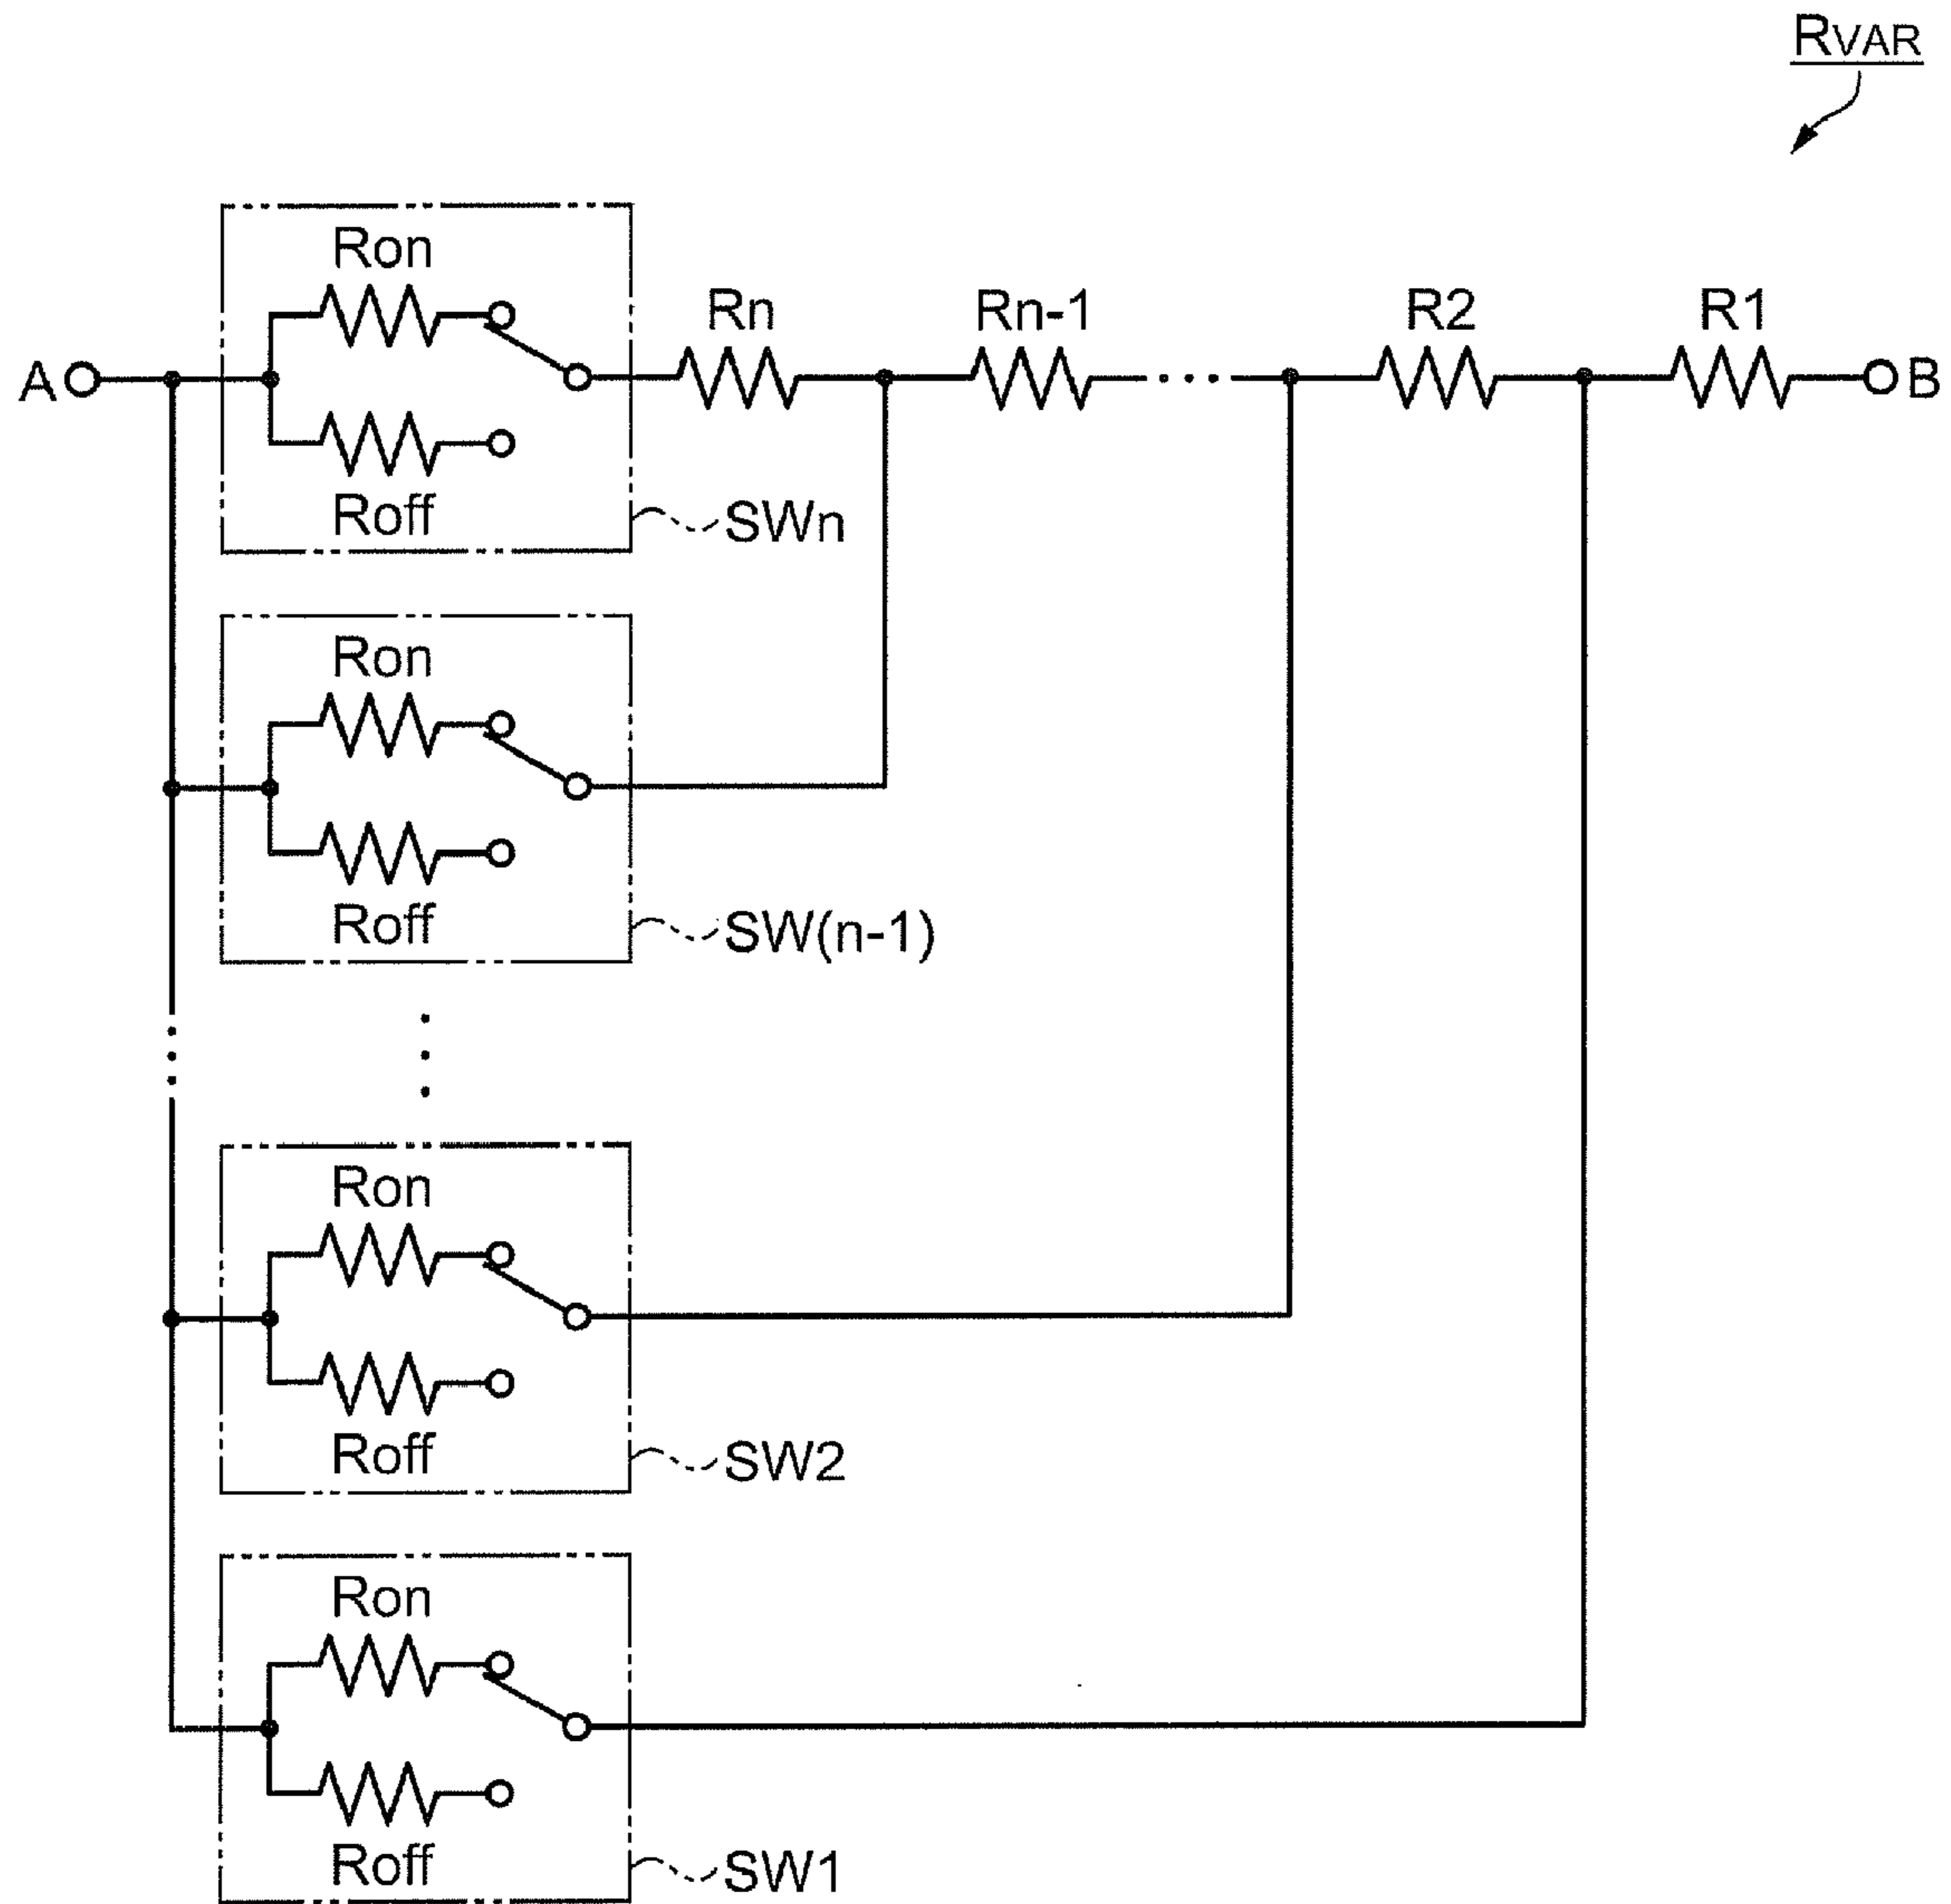 RVAR
Ron
Rn
Rn-1
R2
R1
A
B
Roff
SWn
Ron
Roff
SW(n-1)
Ron
Roff
SW2
Ron
Roff
SW1